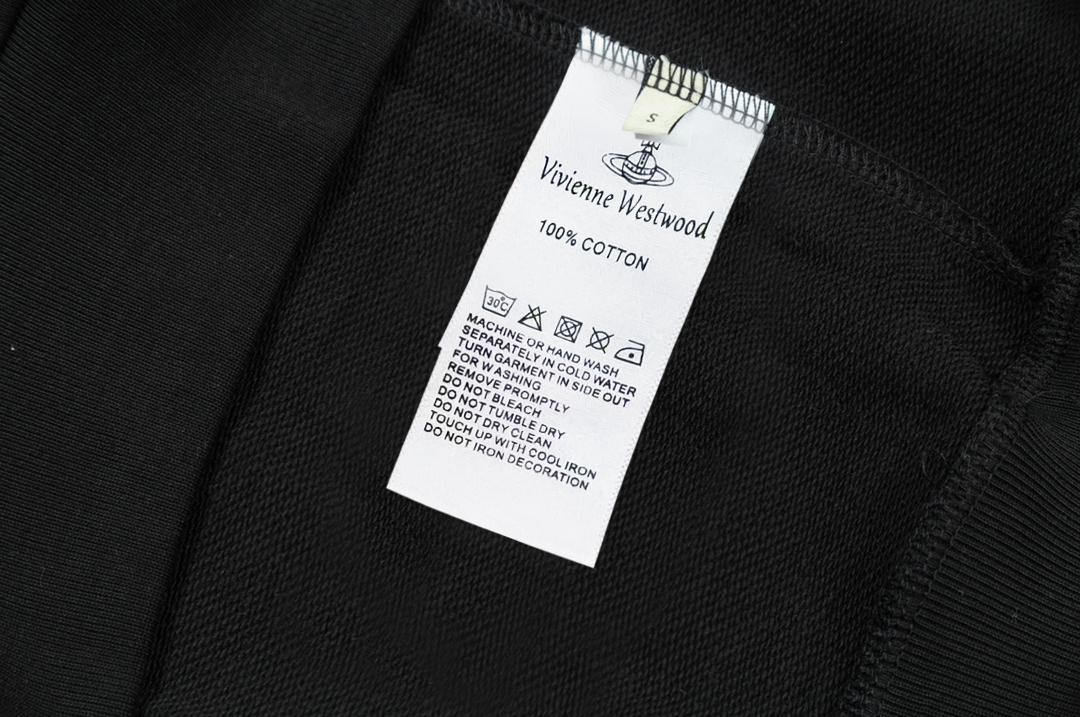 S
Vivienne Westwood
100% COTTON
30°C
MACHINE OR HAND WASH
SEPARATELY IN COLD WATER
TURN GARMENT IN SIDE OUT
FOR WASHING
REMOVE PROMPTLY
DO NOT BLEACH
DO NOT TUMBLE DRY
DO NOT DRY CLEAN
TOUCH UP WITH COOL IRON
DO NOT IRON DECORATION